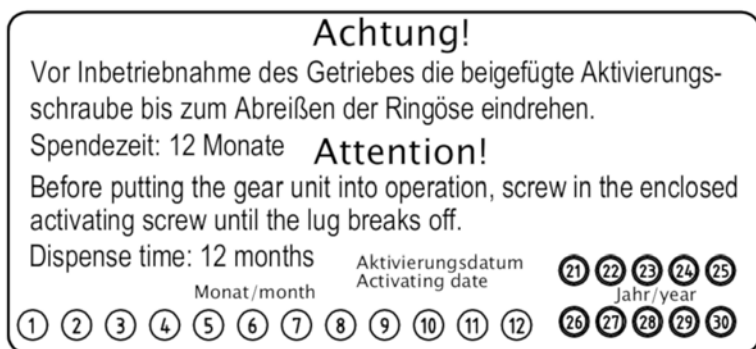 Achtung!
Vor Inbetriebnahme des Getriebes die beigefügte Aktivierungs-
schraube bis zum Abreißen der Ringöse eindrehen.
Spendezeit: 12 Monate
Attention!
Before putting the gear unit into operation, screw in the enclosed
activating screw until the lug breaks off.
Dispense time: 12 months
Aktivierungsdatum
Activating date
Monat/month
1 2 3 4 5 6 7 8 9 10 11 12
21 22 23 24 25
Jahr/year
26 27 28 29 30